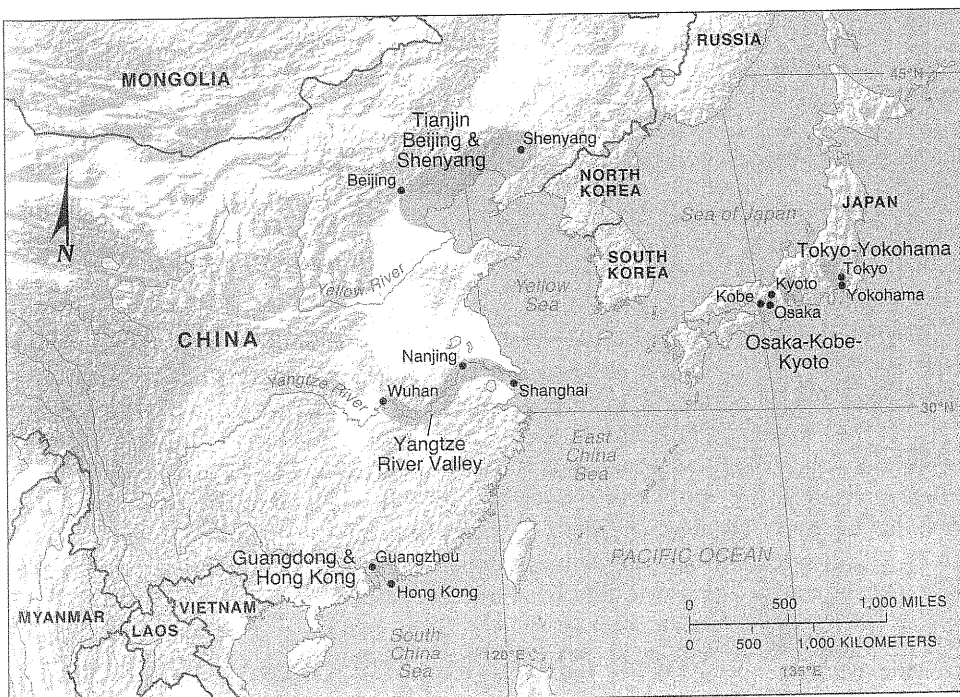 RUSSIA
45°N
MONGOLIA
Tianjin
Beijing &
Shenyang
Shenyang
Beijing
NORTH
KOREA
Sea of Japan
JAPAN
N
SOUTH
KOREA
Tokyo-Yokohama
Tokyo
Yokohama
Kyoto
Kobe
Osaka
Osaka-Kobe-
Kyoto
Yellow River
Yellow
Sea
CHINA
Nanjing
Yangtze River
Wuhan
Shanghai
30°N
Yangtze
River Valley
East
China
Sea
PACIFIC OCEAN
Guangdong &
Hong Kong
Guangzhou
Hong Kong
MYANMAR
VIETNAM
LAOS
South
China
Sea
0 500 1,000 MILES
0 500 1,000 KILOMETERS
120°E
135°E